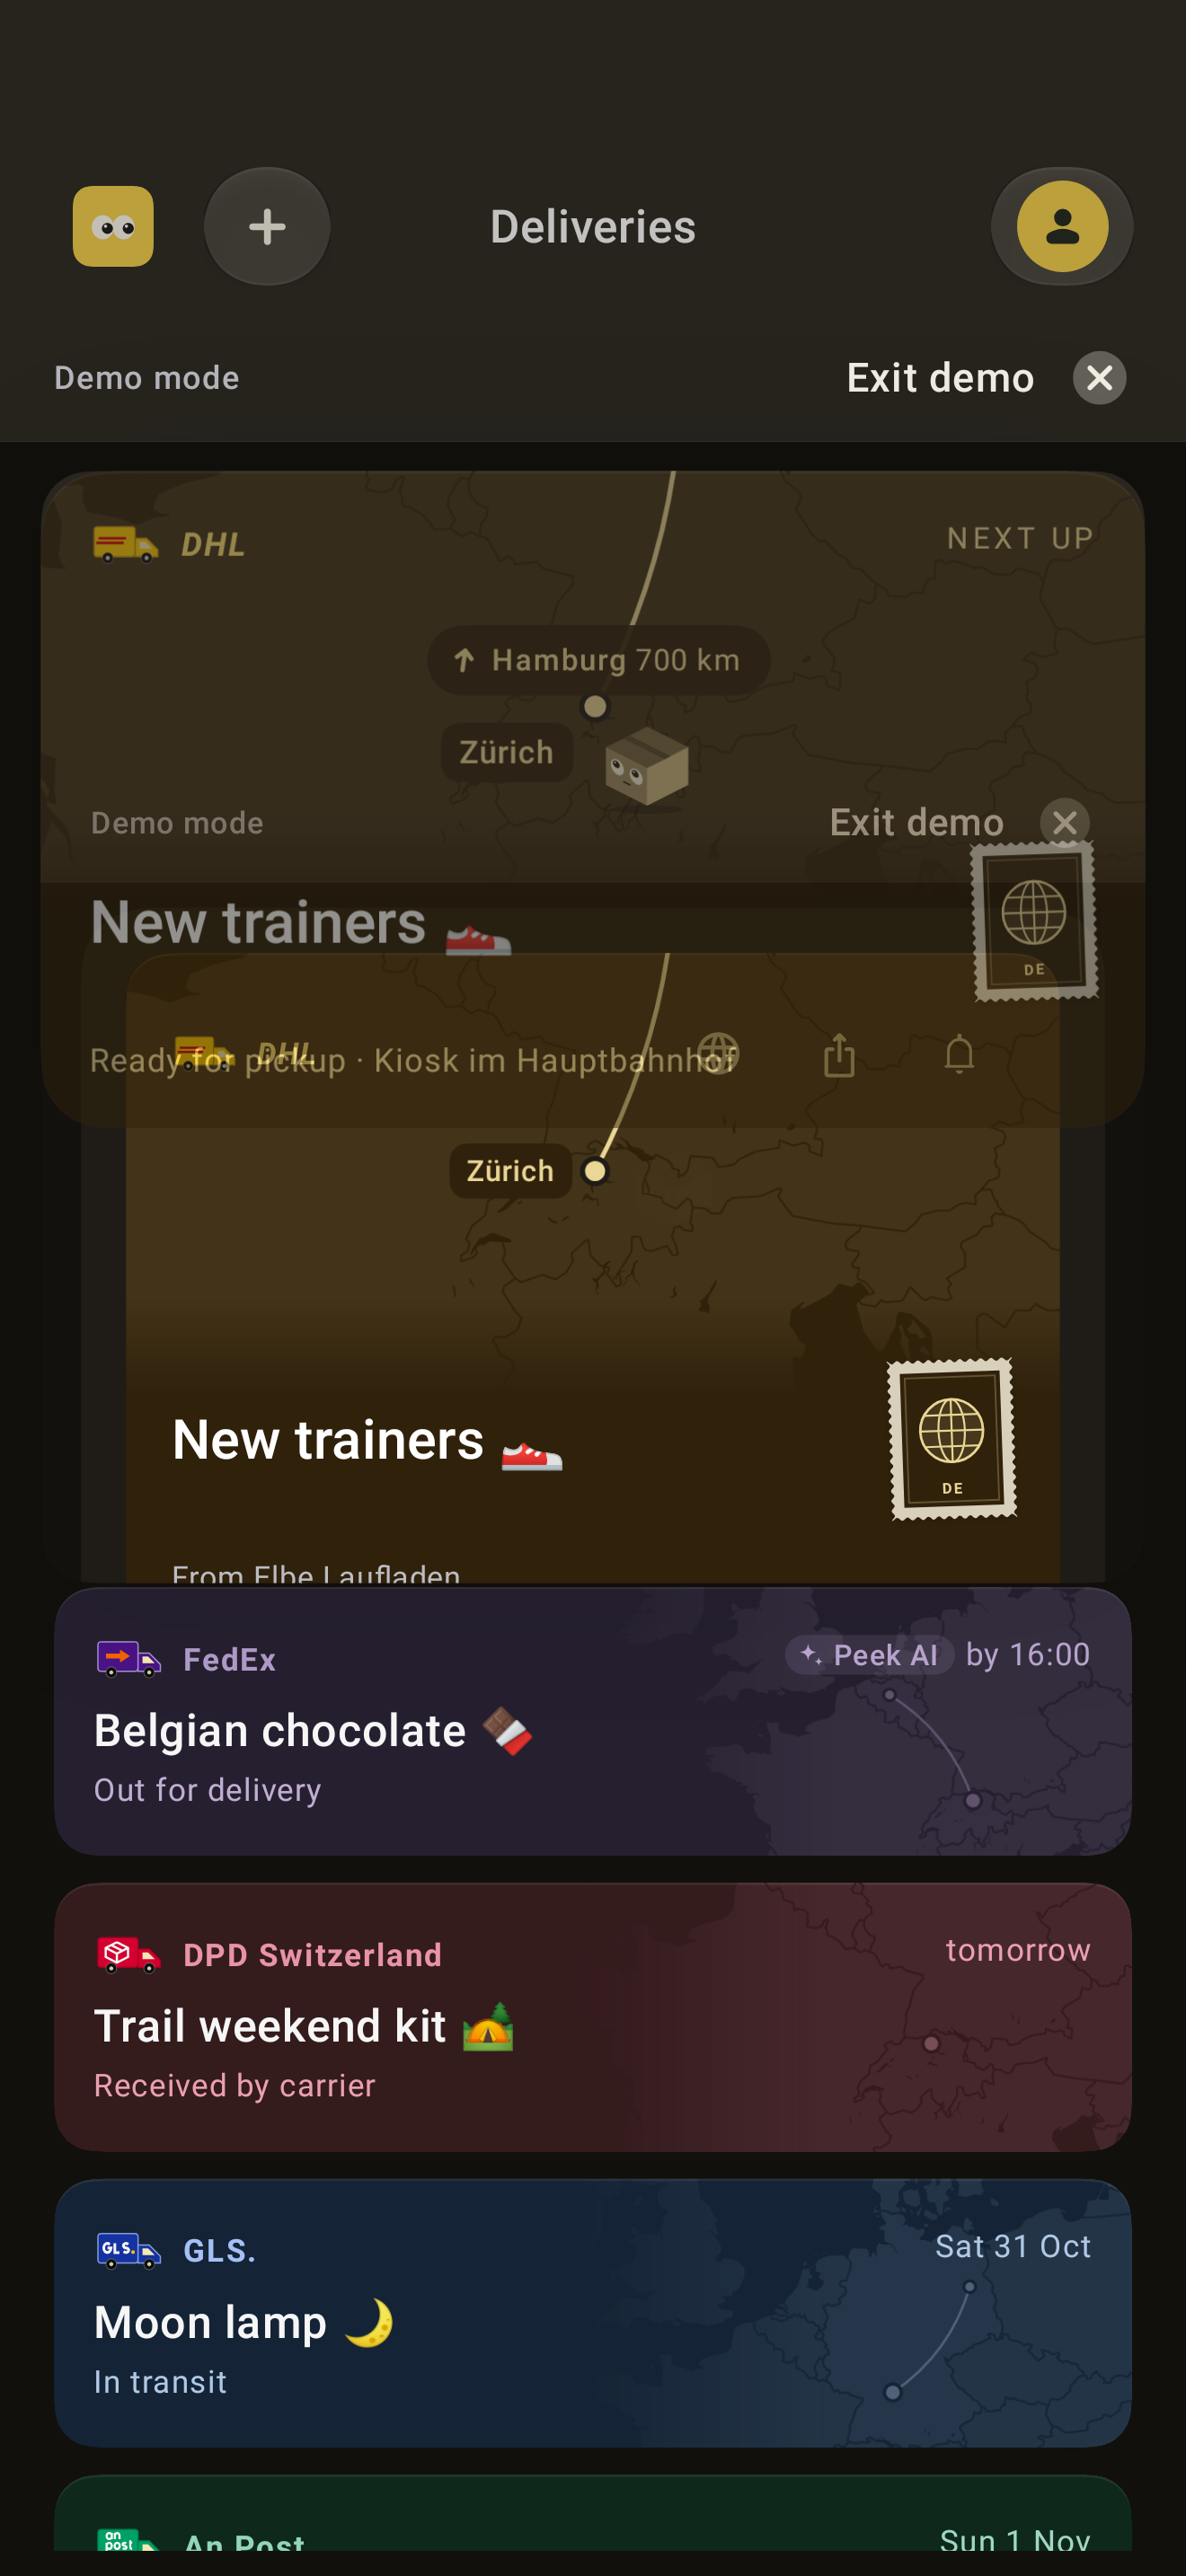 Deliveries
Demo mode
Exit demo
DHL
NEXT UP
Hamburg 700 km
Zürich
Demo mode
Exit demo
New trainers
DE
DHL
Ready for pickup · Kiosk im Hauptbahnhof
Zürich
New trainers
DE
From Elbe Laufladen
FedEx
Peek AI by 16:00
Belgian chocolate
Out for delivery
DPD Switzerland
tomorrow
Trail weekend kit
Received by carrier
GLS.
GLS.
Sat 31 Oct
Moon lamp
In transit
an post
An Post
Sun 1 Nov